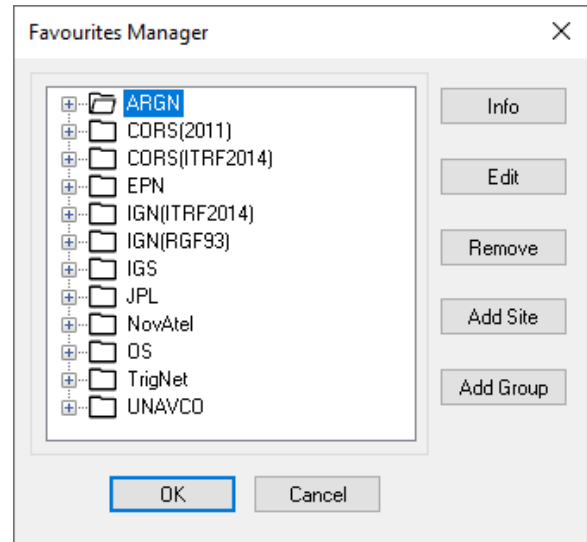 Favourites Manager
ARGN
CORS(2011)
CORS(ITRF2014)
EPN
IGN(ITRF2014)
IGN(RGF93)
IGS
JPL
NovAtel
OS
TrigNet
UNAVCO
Info
Edit
Remove
Add Site
Add Group
OK
Cancel